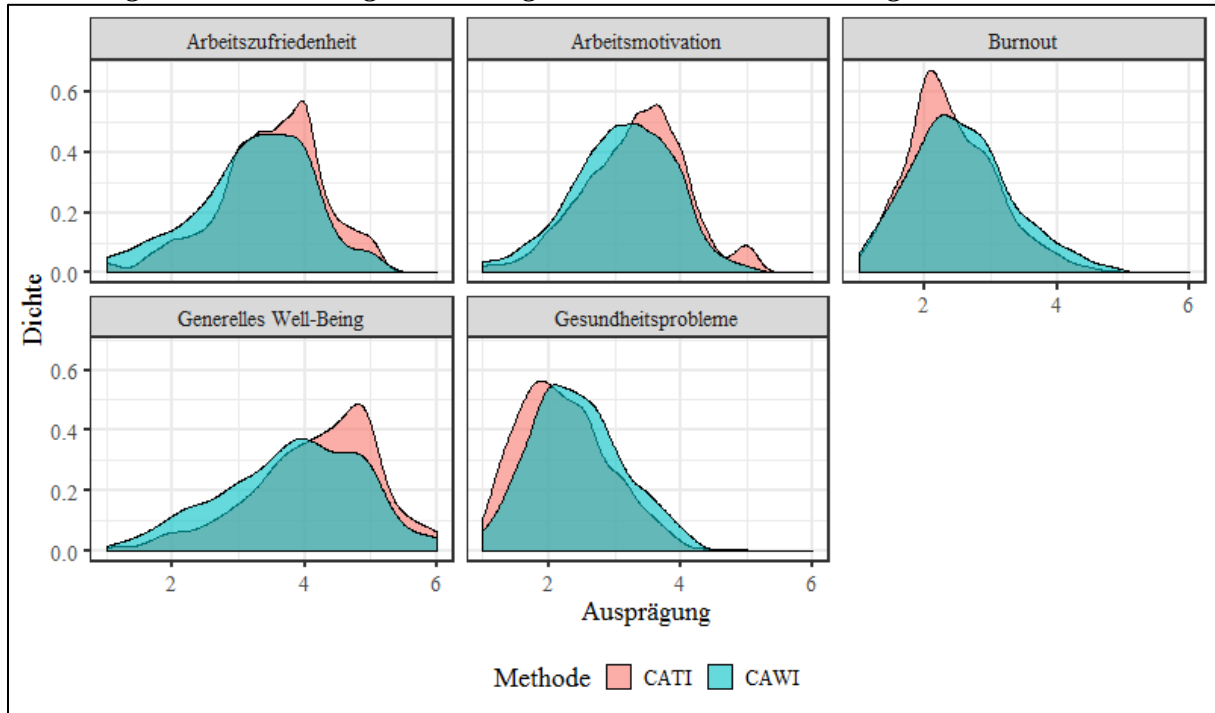 Arbeitszufriedenheit
Arbeitsmotivation
Burnout
0.6
0.4
0.2
0.0
2
4
6
Generelles Well-Being
Gesundheitsprobleme
0.6
0.4
0.2
0.0
2
4
6
2
4
6
Dichte
Ausprägung
Methode CATI CAWI